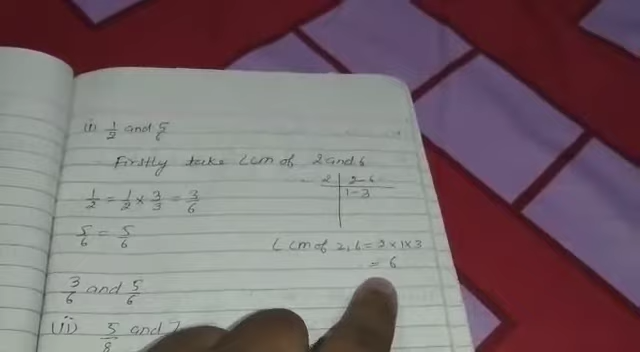 i) 1/2 and 5/6
Firstly take Lcm of 2 and 6
2 | 2-6
1-3
1/2 = 1/2 × 3/3 = 3/6
5/6 = 5/6
LCM of 2,6 = 2×1×3
= 6
3/6 and 5/6
(ii) 5/8 and 7